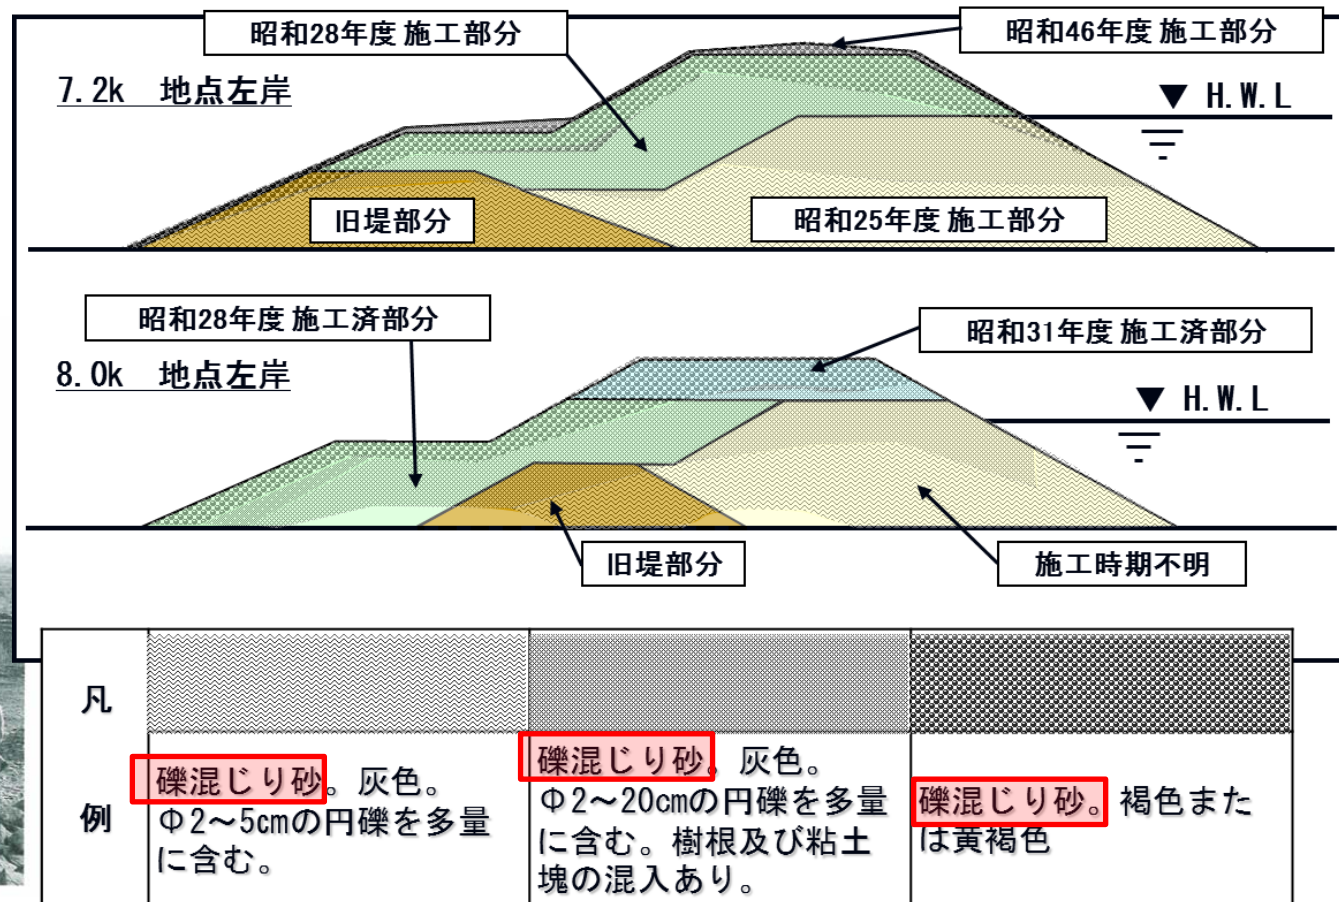 昭和28年度 施工部分
昭和46年度 施工部分
7.2k 地点左岸
▼ H.W.L
旧堤部分
昭和25年度 施工部分
昭和28年度 施工済部分
昭和31年度 施工済部分
8.0k 地点左岸
▼ H.W.L
旧堤部分
施工時期不明
凡
例
礫混じり砂。灰色。
Φ2～5cmの円礫を多量
に含む。
礫混じり砂。灰色。
Φ2～20cmの円礫を多量
に含む。樹根及び粘土
塊の混入あり。
礫混じり砂。褐色また
は黄褐色